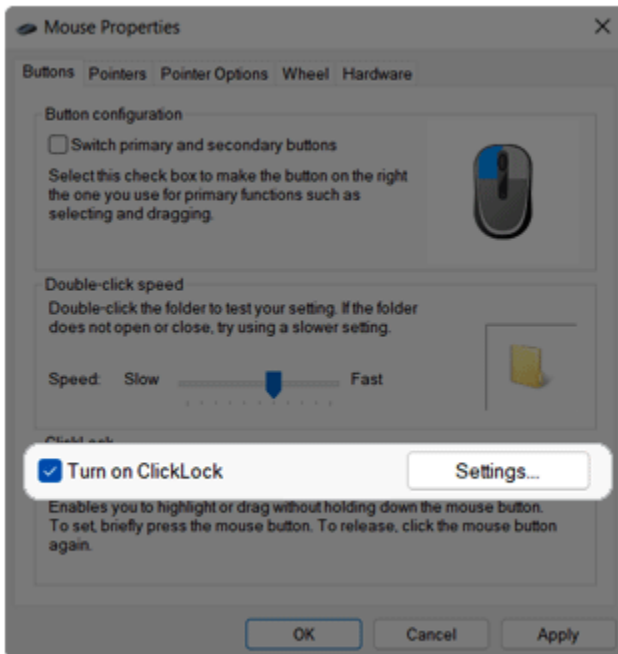 Mouse Properties
Buttons Pointers Pointer Options Wheel Hardware
Button configuration
Switch primary and secondary buttons
Select this check box to make the button on the right
the one you use for primary functions such as
selecting and dragging.
Double-click speed
Double-click the folder to test your setting. If the folder
does not open or close, try using a slower setting.
Speed: Slow Fast
ClickLock
Turn on ClickLock Settings...
Enables you to highlight or drag without holding down the mouse button.
To set, briefly press the mouse button. To release, click the mouse button
again.
OK Cancel Apply